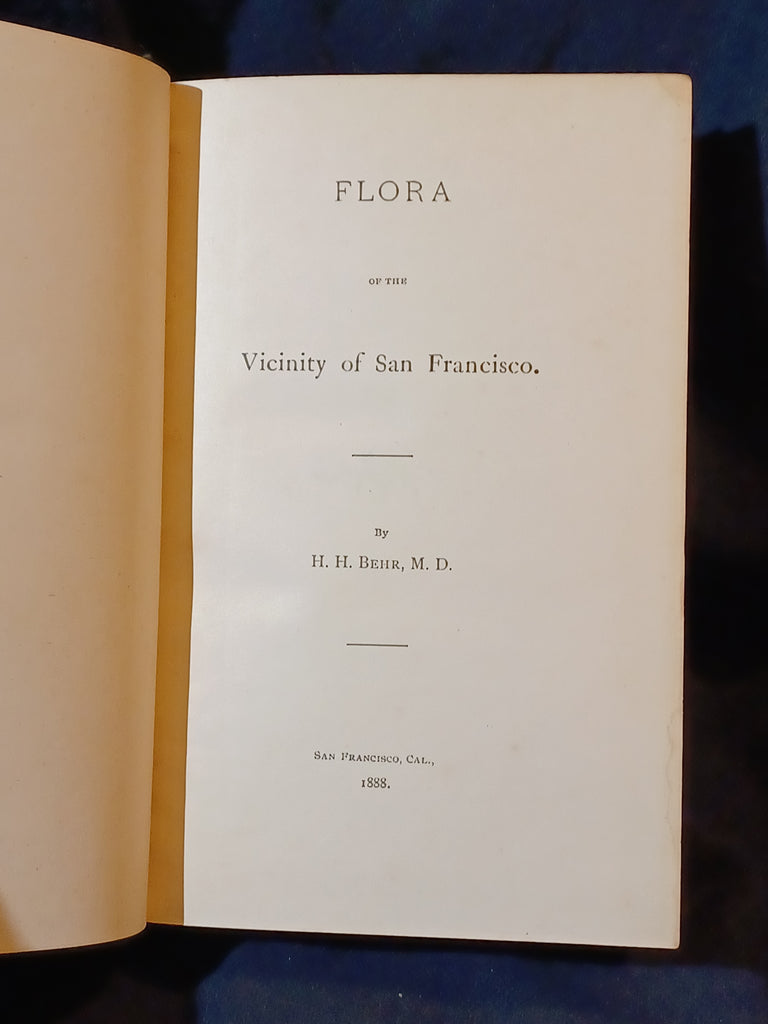 FLORA
OF THE
Vicinity of San Francisco.
By
H. H. BEHR, M. D.
SAN FRANCISCO, CAL.,
1888.